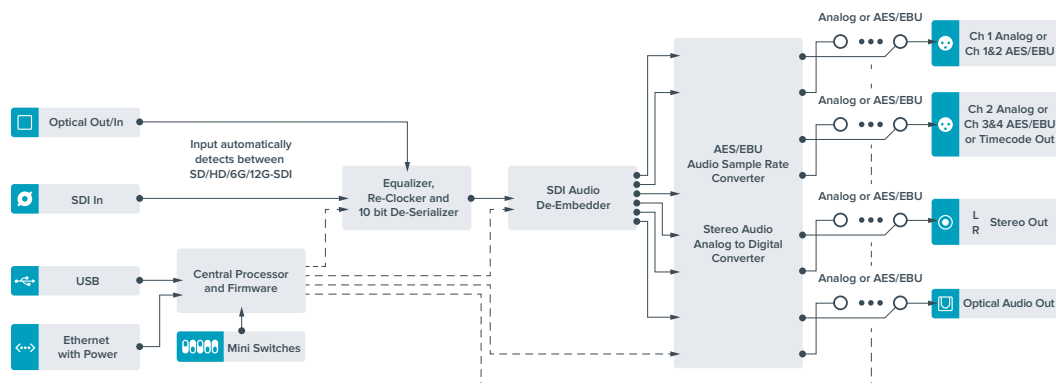 Analog or AES/EBU
Ch 1 Analog or
Ch 1&2 AES/EBU
Optical Out/In
Input automatically
detects between
SD/HD/6G/12G-SDI
Analog or AES/EBU
Ch 2 Analog or
Ch 3&4 AES/EBU
or Timecode Out
AES/EBU
Audio Sample Rate
Converter
SDI In
Equalizer,
Re-Clocker and
10 bit De-Serializer
SDI Audio
De-Embedder
Analog or AES/EBU
L
R
Stereo Out
Stereo Audio
Analog to Digital
Converter
USB
Central Processor
and Firmware
Analog or AES/EBU
Optical Audio Out
Ethernet
with Power
Mini Switches